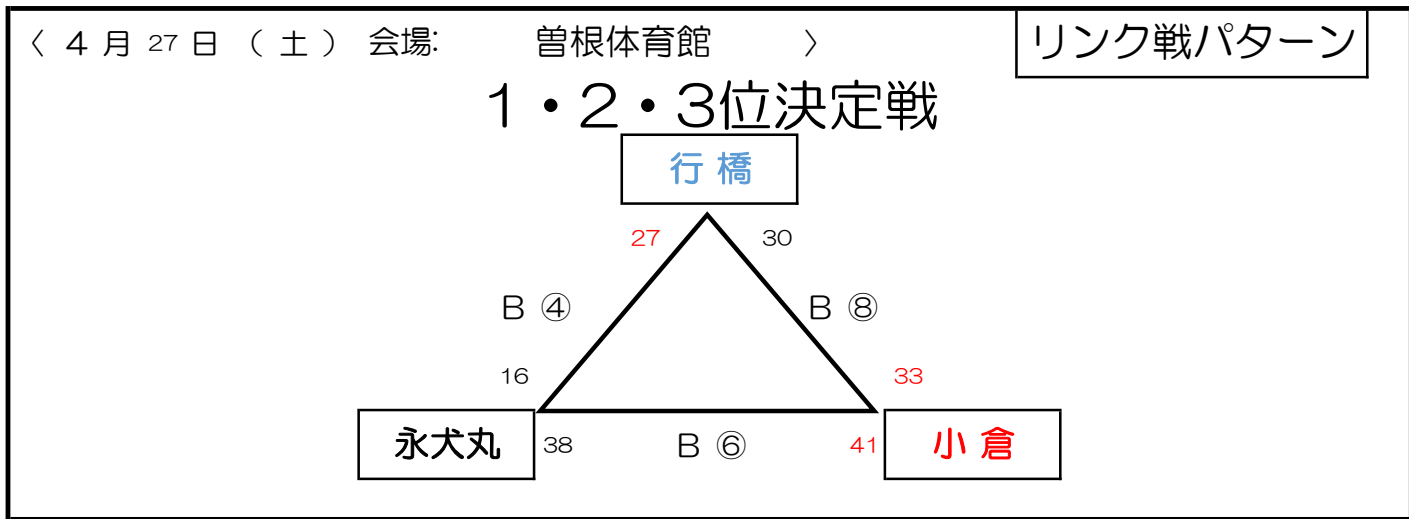 〈 4 月 27 日 ( 土 ) 会場: 曽根体育館 〉
リンク戦パターン
1・2・3位決定戦
行 橋
27 30
B ④ B ⑧
16 33
永犬丸 38 B ⑥ 41 小 倉